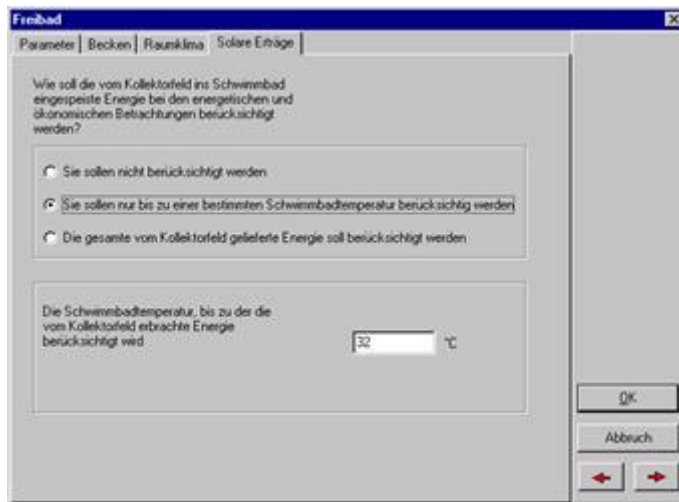 Freibad
Parameter Becken Raumklima Solare Erträge
Wie soll die vom Kollektorfeld ins Schwimmbad
eingespeiste Energie bei den energetischen und
ökonomischen Betrachtungen berücksichtigt
werden?
Sie sollen nicht berücksichtigt werden
Sie sollen nur bis zu einer bestimmten Schwimmbadtemperatur berücksichtig werden
Die gesamte vom Kollektorfeld gelieferte Energie soll berücksichtigt werden
Die Schwimmbadtemperatur, bis zu der die
vom Kollektorfeld erbrachte Energie
berücksichtigt wird
32 °C
OK
Abbruch